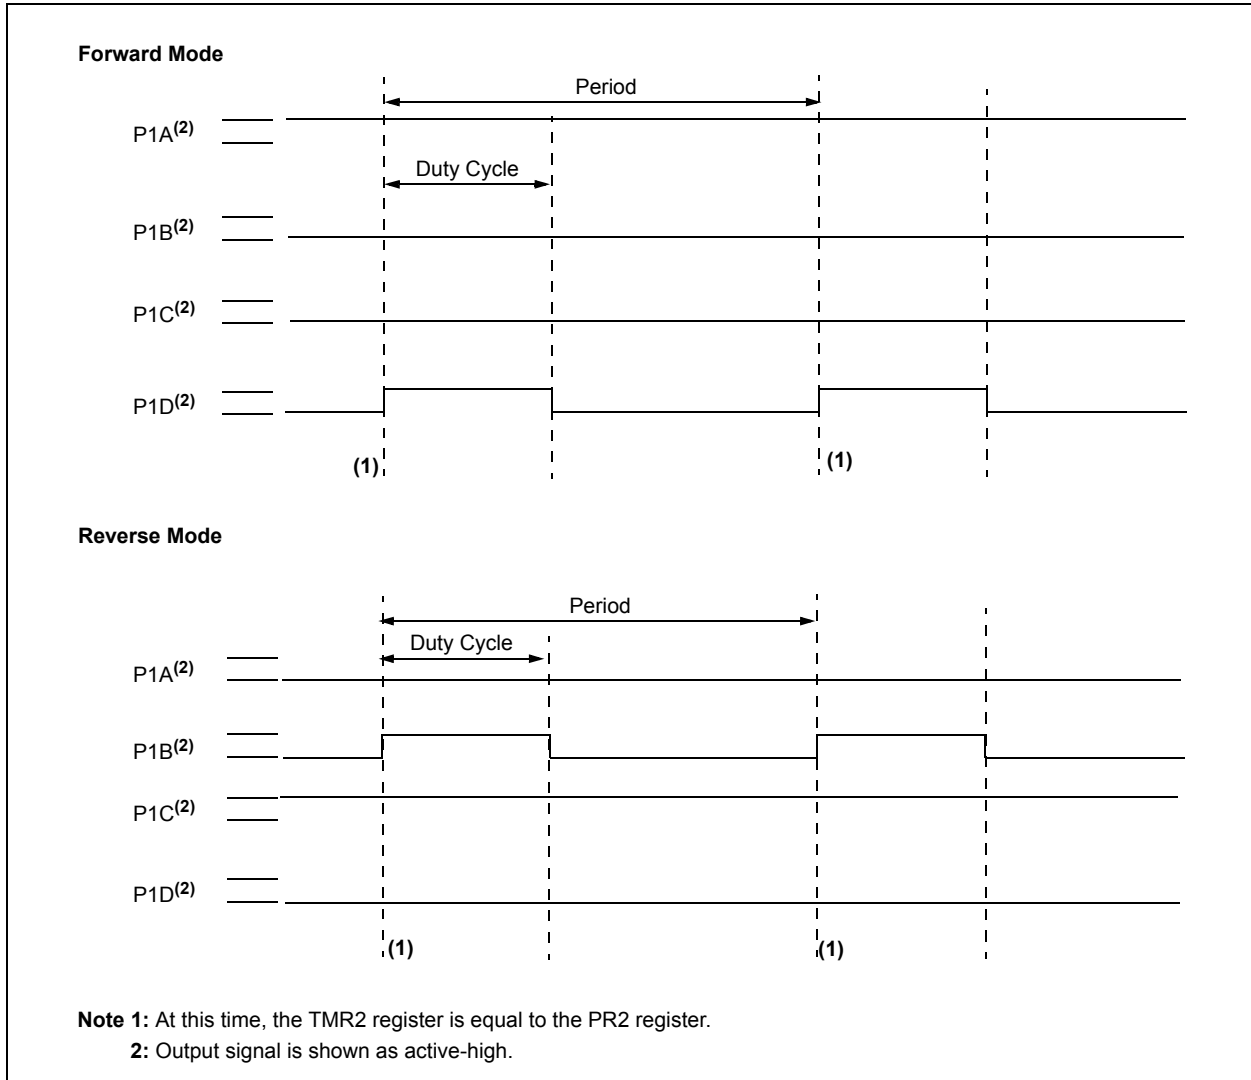 Forward Mode
Period
P1A(2)
Duty Cycle
P1B(2)
P1C(2)
P1D(2)
(1)
(1)
Reverse Mode
Period
Duty Cycle
P1A(2)
P1B(2)
P1C(2)
P1D(2)
(1)
(1)
Note 1: At this time, the TMR2 register is equal to the PR2 register.
2: Output signal is shown as active-high.